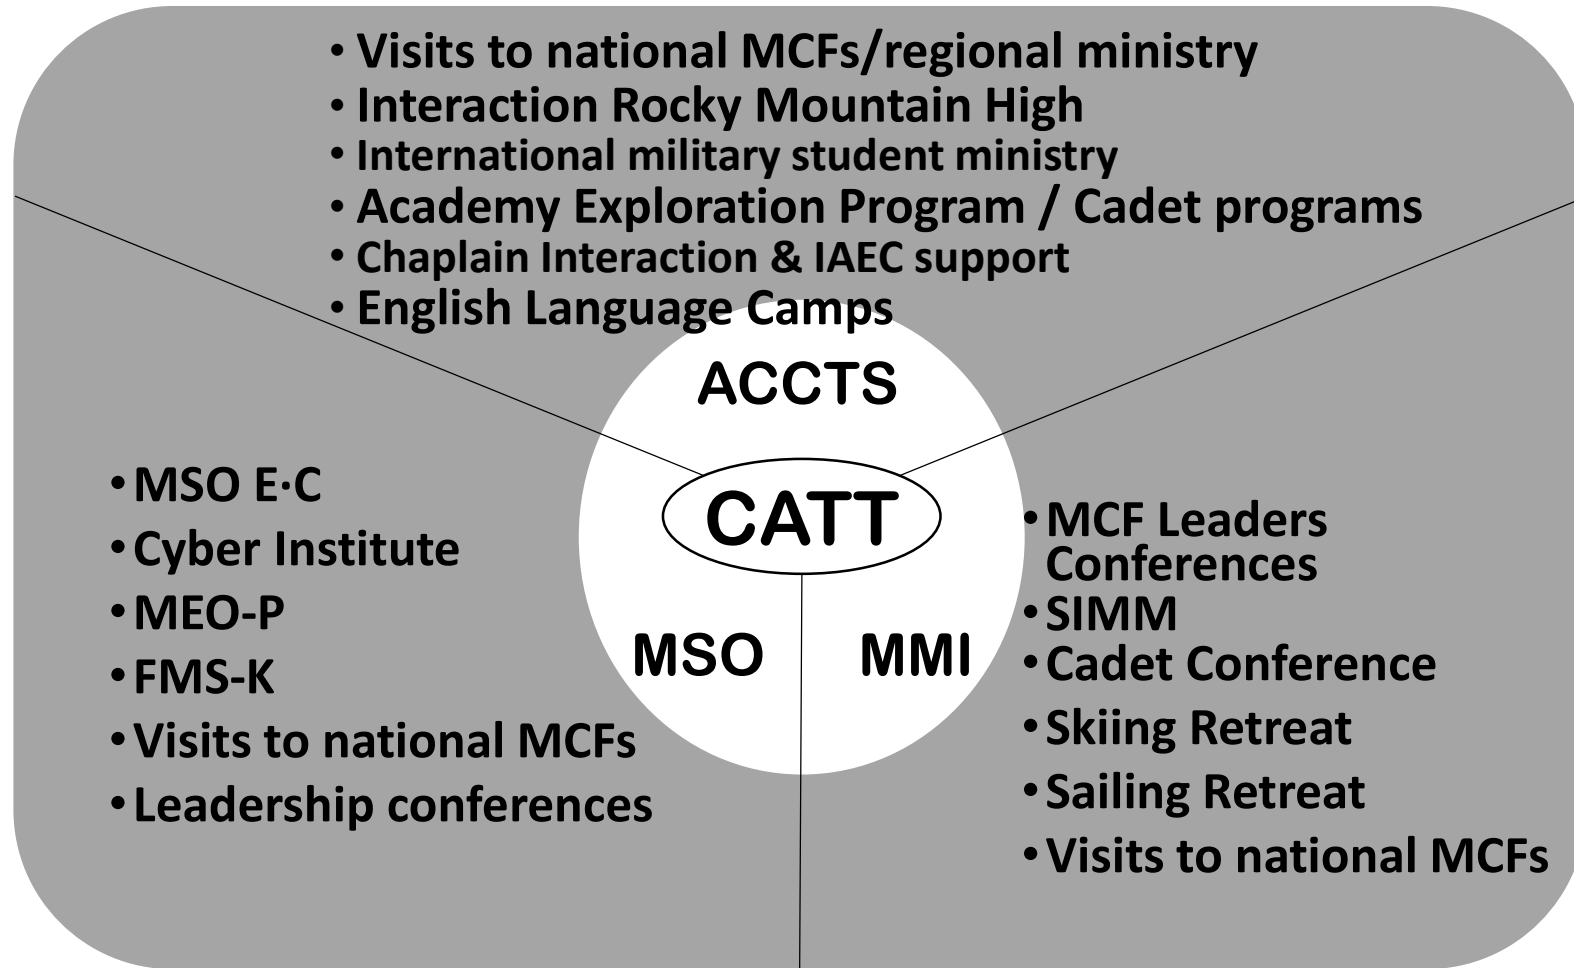 • Visits to national MCFs/regional ministry
• Interaction Rocky Mountain High
• International military student ministry
• Academy Exploration Program / Cadet programs
• Chaplain Interaction & IAEC support
• English Language Camps
ACCTS
CATT
MSO
MMI
• MSO E·C
• Cyber Institute
• MEO-P
• FMS-K
• Visits to national MCFs
• Leadership conferences
• MCF Leaders
Conferences
• SIMM
• Cadet Conference
• Skiing Retreat
• Sailing Retreat
• Visits to national MCFs